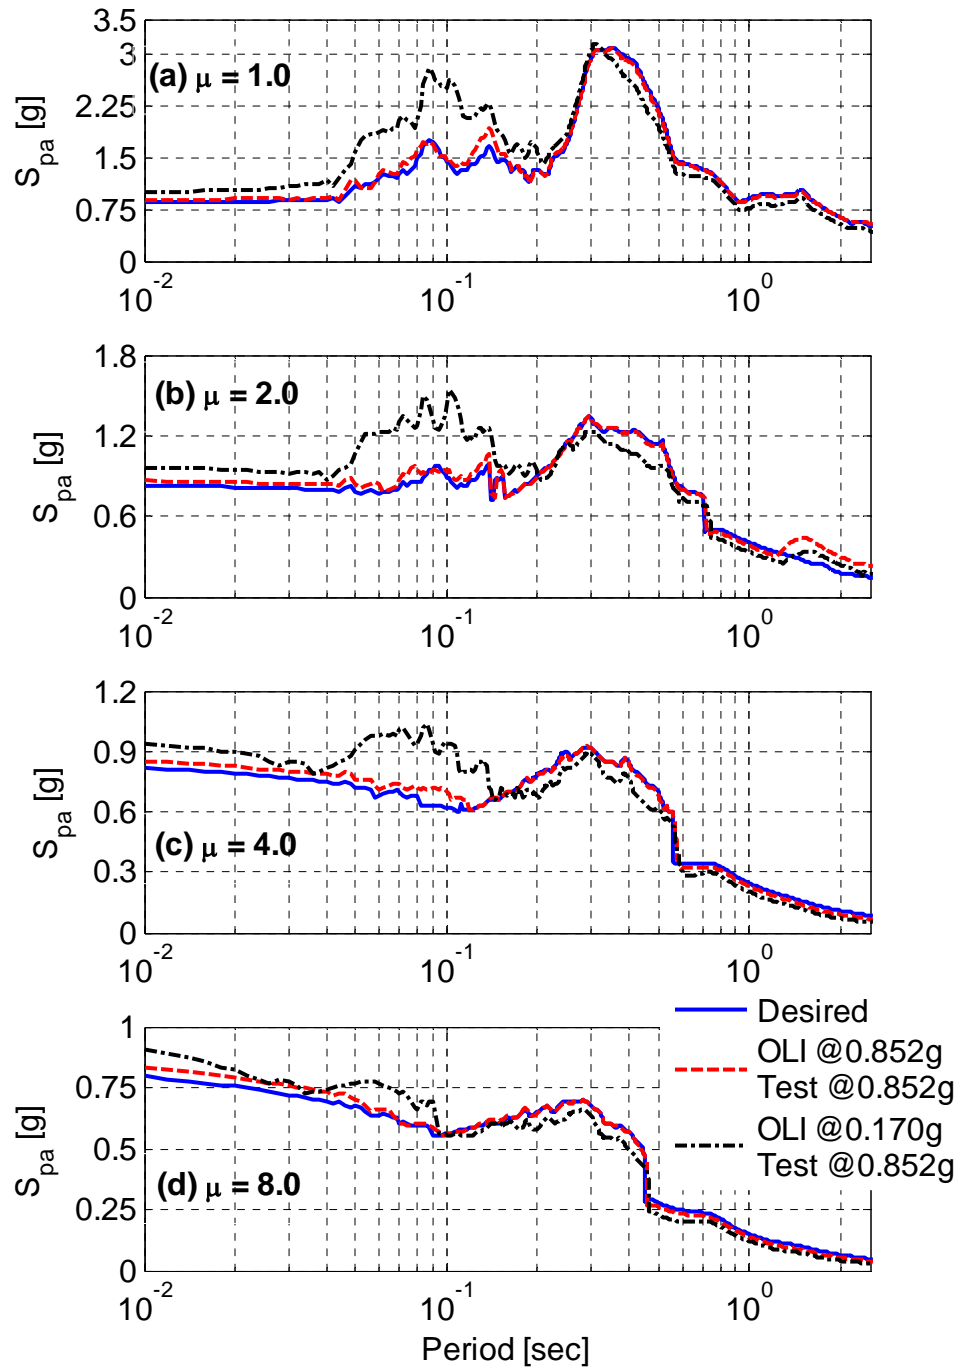 3.5
3
2.25
1.5
0.75
0
S_pa [g]
(a) μ = 1.0
10^-2
10^-1
10^0
1.8
1.2
0.6
0
S_pa [g]
(b) μ = 2.0
10^-2
10^-1
10^0
1.2
0.9
0.6
0.3
0
S_pa [g]
(c) μ = 4.0
10^-2
10^-1
10^0
Desired
OLI @0.852g
Test @0.852g
OLI @0.170g
Test @0.852g
1
0.75
0.5
0.25
0
S_pa [g]
(d) μ = 8.0
10^-2
10^-1
10^0
Period [sec]